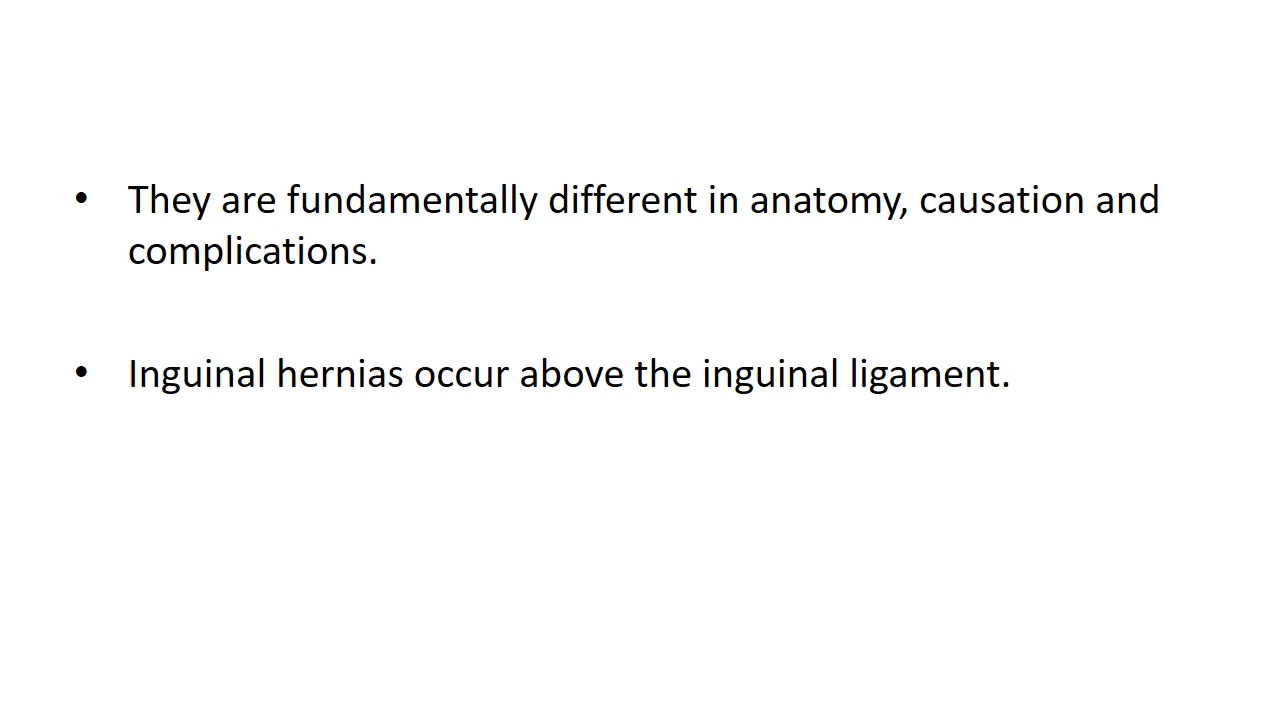 • They are fundamentally different in anatomy, causation and
complications.
• Inguinal hernias occur above the inguinal ligament.